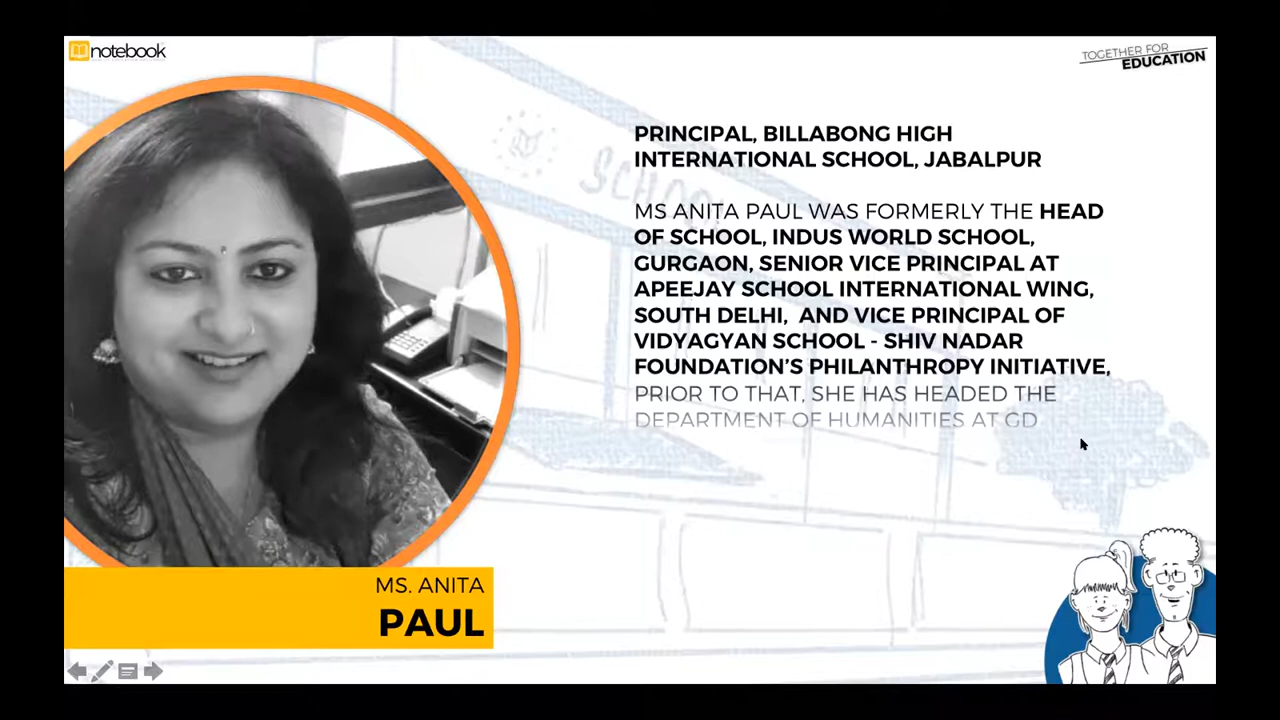 notebook
TOGETHER FOR
EDUCATION
PRINCIPAL, BILLABONG HIGH
INTERNATIONAL SCHOOL, JABALPUR
MS ANITA PAUL WAS FORMERLY THE HEAD
OF SCHOOL, INDUS WORLD SCHOOL,
GURGAON, SENIOR VICE PRINCIPAL AT
APEEJAY SCHOOL INTERNATIONAL WING,
SOUTH DELHI, AND VICE PRINCIPAL OF
VIDYAGYAN SCHOOL - SHIV NADAR
FOUNDATION'S PHILANTHROPY INITIATIVE,
PRIOR TO THAT, SHE HAS HEADED THE
DEPARTMENT OF HUMANITIES AT GD
SCHOOL
MS. ANITA
PAUL